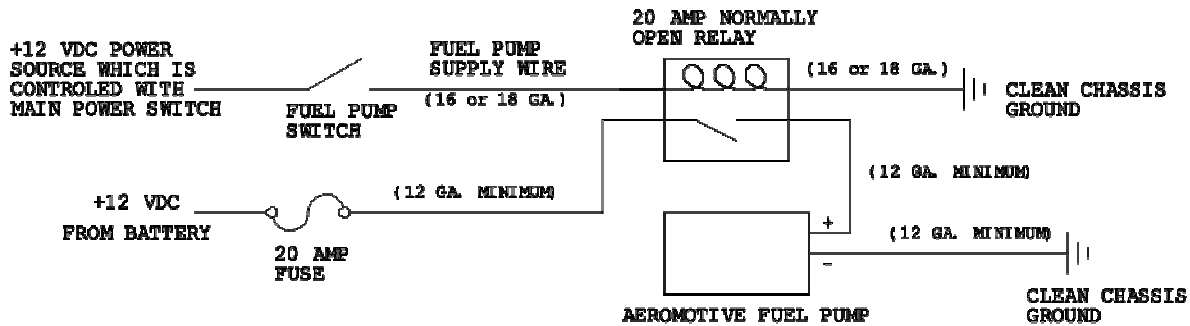 +12 VDC POWER
SOURCE WHICH IS
CONTROLED WITH
MAIN POWER SWITCH
FUEL PUMP
SWITCH
FUEL PUMP
SUPPLY WIRE
(16 or 18 GA.)
20 AMP NORMALLY
OPEN RELAY
(16 or 18 GA.)
CLEAN CHASSIS
GROUND
+12 VDC
FROM BATTERY
20 AMP
FUSE
(12 GA. MINIMUM)
(12 GA. MINIMUM)
+
-
(12 GA. MINIMUM)
AEROMOTIVE FUEL PUMP
CLEAN CHASSIS
GROUND